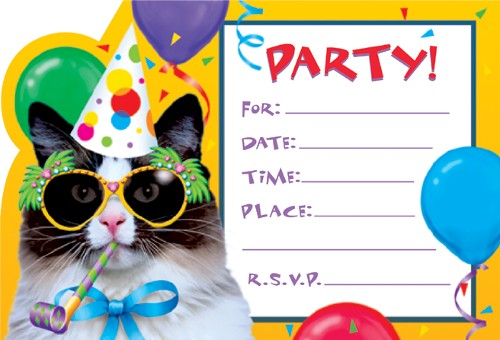 PARTY!
FOR:
DATE:
TIME:
PLACE:
R.S.V.P.